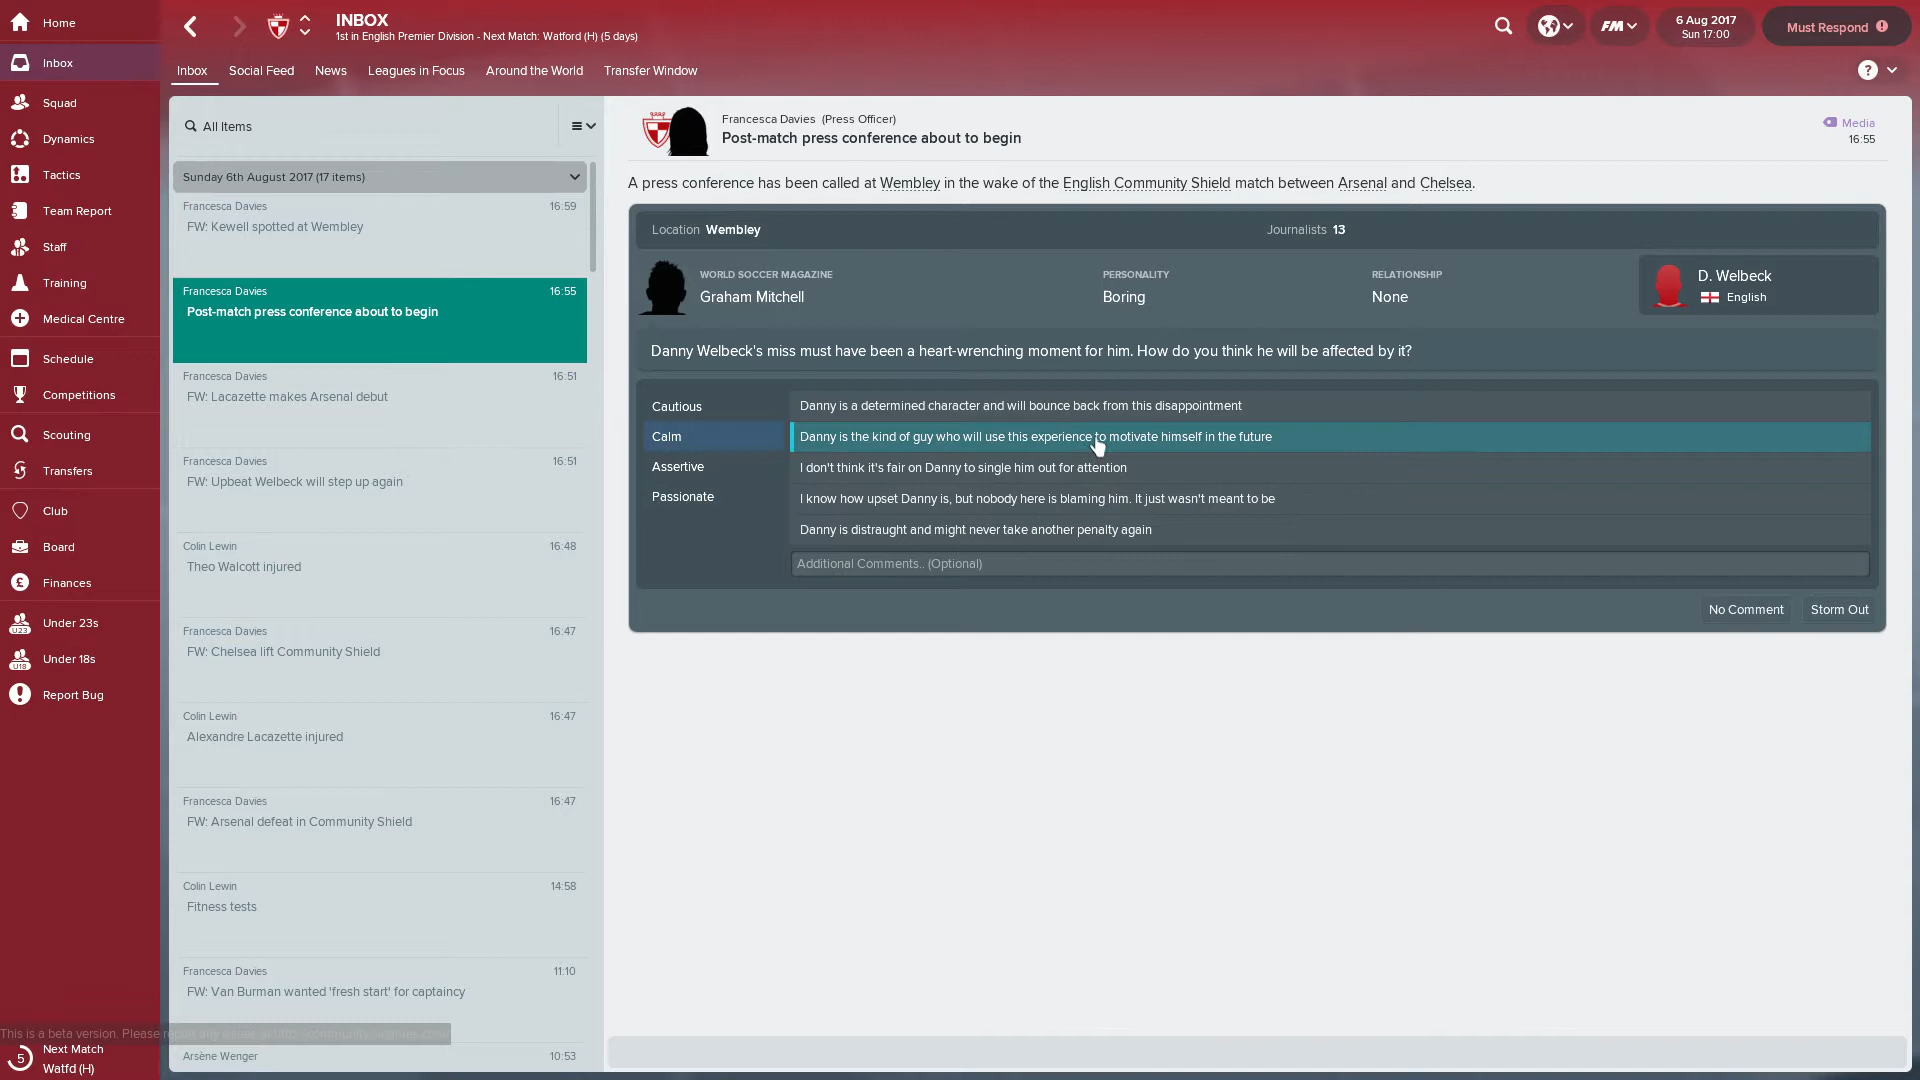 Home
Inbox
Squad
Dynamics
Tactics
Team Report
Staff
Training
Medical Centre
Schedule
Competitions
Scouting
Transfers
Club
Board
Finances
U23
Under 23s
U18
Under 18s
Report Bug
This is a beta version. Please report any issues at
5
Next Match
Watfd (H)
INBOX
1st in English Premier Division - Next Match: Watford (H) (5 days)
FM
6 Aug 2017
Sun 17:00
Must Respond
Inbox
Social Feed
News
Leagues in Focus
Around the World
Transfer Window
?
All Items
Sunday 6th August 2017 (17 items)
Francesca Davies 16:59
FW: Kewell spotted at Wembley
Francesca Davies 16:55
Post-match press conference about to begin
Francesca Davies 16:51
FW: Lacazette makes Arsenal debut
Francesca Davies 16:51
FW: Upbeat Welbeck will step up again
Colin Lewin 16:48
Theo Walcott injured
Francesca Davies 16:47
FW: Chelsea lift Community Shield
Colin Lewin 16:47
Alexandre Lacazette injured
Francesca Davies 16:47
FW: Arsenal defeat in Community Shield
Colin Lewin 14:58
Fitness tests
Francesca Davies 11:10
FW: Van Burman wanted 'fresh start' for captaincy
Arsène Wenger 10:53
Francesca Davies (Press Officer)
Post-match press conference about to begin
Media
16:55
A press conference has been called at Wembley in the wake of the English Community Shield match between Arsenal and Chelsea.
Location Wembley
Journalists 13
WORLD SOCCER MAGAZINE
Graham Mitchell
PERSONALITY
Boring
RELATIONSHIP
None
D. Welbeck
English
Danny Welbeck's miss must have been a heart-wrenching moment for him. How do you think he will be affected by it?
Cautious
Calm
Assertive
Passionate
Danny is a determined character and will bounce back from this disappointment
Danny is the kind of guy who will use this experience to motivate himself in the future
I don't think it's fair on Danny to single him out for attention
I know how upset Danny is, but nobody here is blaming him. It just wasn't meant to be
Danny is distraught and might never take another penalty again
Additional Comments.. (Optional)
No Comment
Storm Out